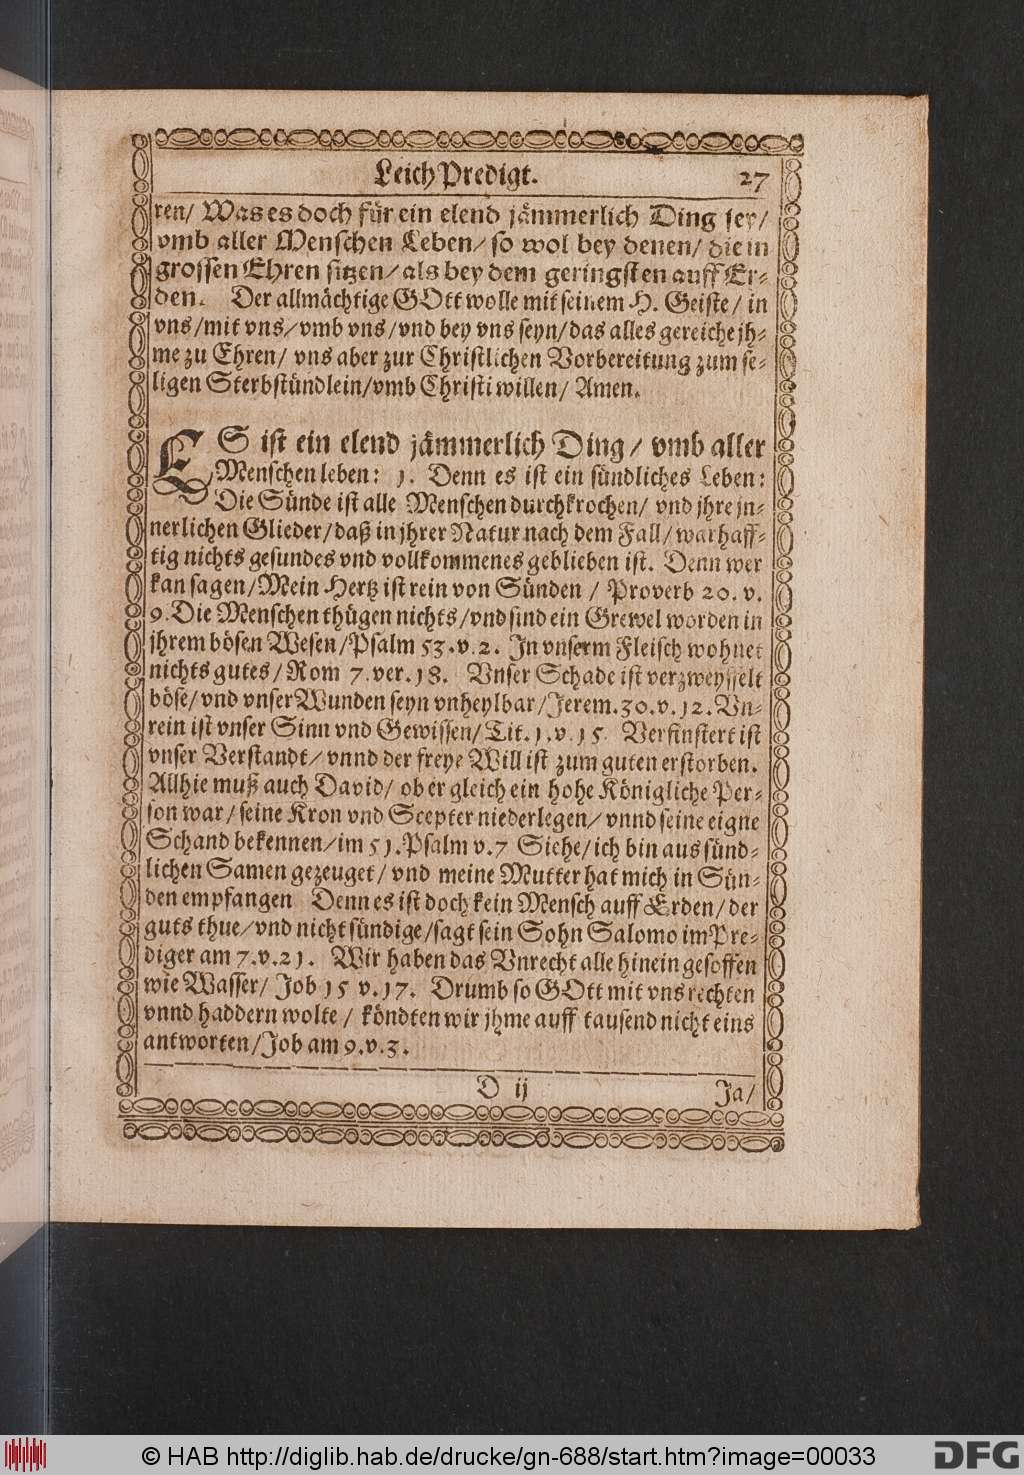 Leich Predigt. 27
ren/ Was es doch für ein elend jämmerlich Ding sey/
vmb aller Menschen Leben/ so wol bey denen/ die in
grossen Ehren sitzen/ als bey dem geringsten auff Er-
den. Der allmächtige GOtt wolle mit seinem H. Geiste/ in
vns/ mit vns/ vmb vns/ vnd bey vns seyn/ das alles gereiche jh-
me zu Ehren/ vns aber zur Christlichen Vorbereitung zum se-
ligen Sterbstündlein/ vmb Christi willen/ Amen.
ES ist ein elend jämmerlich Ding/ vmb aller
Menschen leben: 1. Denn es ist ein sündliches Leben:
Die Sünde ist alle Menschen durchkrochen/ vnd jhre jn-
nerlichen Glieder/ daß in jhrer Natur nach dem Fall/ warhaff-
tig nichts gesundes vnd vollkommenes geblieben ist. Denn wer
kan sagen/ Mein Hertz ist rein von Sünden / Proverb 20. v.
9. Die Menschen thügen nichts/ vnd sind ein Grewel worden in
jhrem bösen Wesen/ Psalm 53. v. 2. In vnserm Fleisch wohnet
nichts gutes/ Rom 7. ver. 18. Vnser Schade ist verzweyffelt
böse/ vnd vnser Wunden seyn vnheylbar/ Jerem. 30. v. 12. Vn-
rein ist vnser Sinn vnd Gewissen/ Tit. 1. v. 15. Verfinstert ist
vnser Verstandt/ vnnd der freye Will ist zum guten erstorben.
Allhie muß auch David/ ob er gleich ein hohe Königliche Per-
son war/ seine Kron vnd Scepter niederlegen/ vnnd seine eigne
Schand bekennen/ im 51. Psalm v. 7 Siehe/ ich bin aus sünd-
lichen Samen gezeuget/ vnd meine Mutter hat mich in Sün-
den empfangen Denn es ist doch kein Mensch auff Erden/ der
guts thue/ vnd nicht sündige/ sagt sein Sohn Salomo im Pre-
diger am 7. v. 21. Wir haben das Vnrecht alle hinein gesoffen
wie Wasser/ Job 15 v. 17. Drumb so GOtt mit vns rechten
vnnd haddern wolte / köndten wir jhme auff tausend nicht eins
antworten/ Job am 9. v. 3.
D ij Ja/
© HAB http://diglib.hab.de/drucke/gn-688/start.htm?image=00033
DFG